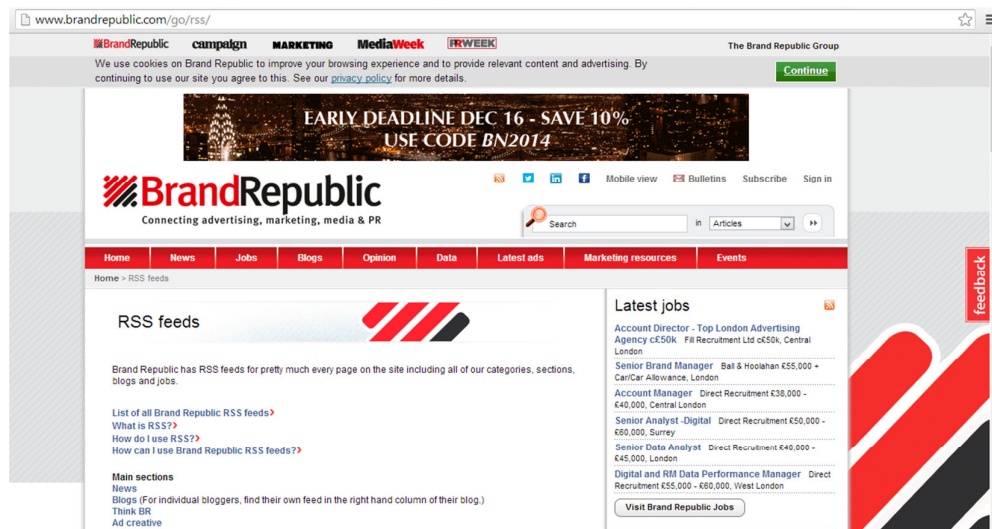 www.brandrepublic.com/go/rss/
BrandRepublic campaign MARKETING MediaWeek PRWEEK The Brand Republic Group
We use cookies on Brand Republic to improve your browsing experience and to provide relevant content and advertising. By
continuing to use our site you agree to this. See our privacy policy for more details.
Continue
EARLY DEADLINE DEC 16 - SAVE 10%
USE CODE BN2014
BrandRepublic
Connecting advertising, marketing, media & PR
Mobile view Bulletins Subscribe Sign in
Search in Articles
Home News Jobs Blogs Opinion Data Latest ads Marketing resources Events
Home > RSS feeds
feedback
RSS feeds
Brand Republic has RSS feeds for pretty much every page on the site including all of our categories, sections,
blogs and jobs.
List of all Brand Republic RSS feeds>
What is RSS?>
How do I use RSS?>
How can I use Brand Republic RSS feeds?>
Main sections
News
Blogs (For individual bloggers, find their own feed in the right hand column of their blog.)
Think BR
Ad creative
Latest jobs
Account Director - Top London Advertising
Agency c£50k Fill Recruitment Ltd c£50k, Central
London
Senior Brand Manager Ball & Hoolahan £55,000 +
Car/Car Allowance, London
Account Manager Direct Recruitment £38,000 -
£40,000, Central London
Senior Analyst -Digital Direct Recruitment £50,000 -
£60,000, Surrey
Senior Data Analyst Direct Recruitment £40,000 -
£45,000, London
Digital and RM Data Performance Manager Direct
Recruitment £55,000 - £60,000, West London
Visit Brand Republic Jobs